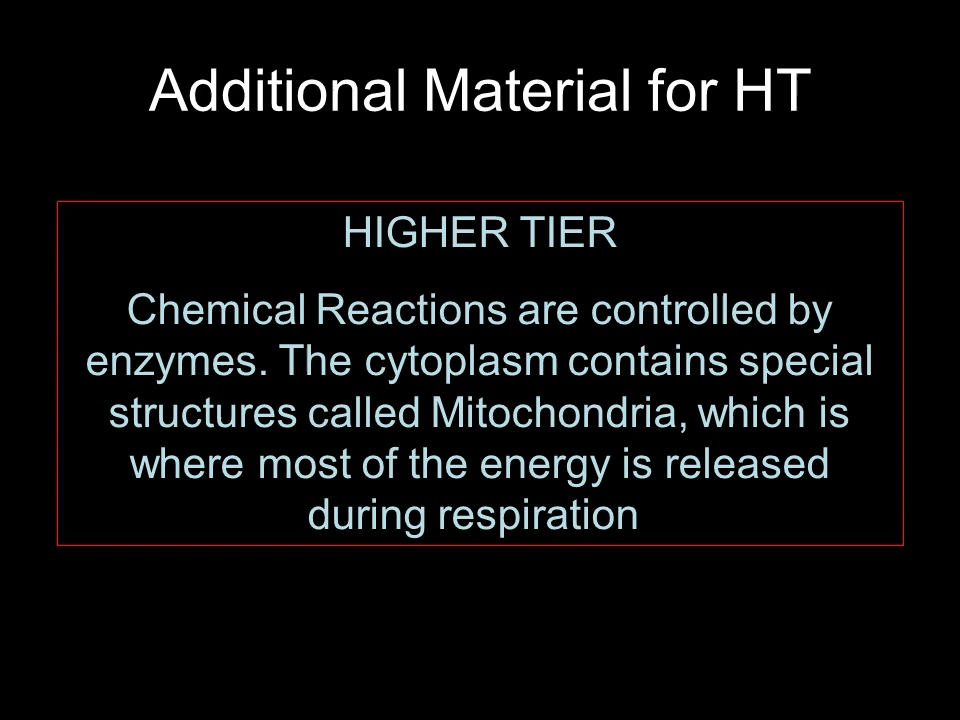 Additional Material for HT
HIGHER TIER
Chemical Reactions are controlled by
enzymes. The cytoplasm contains special
structures called Mitochondria, which is
where most of the energy is released
during respiration